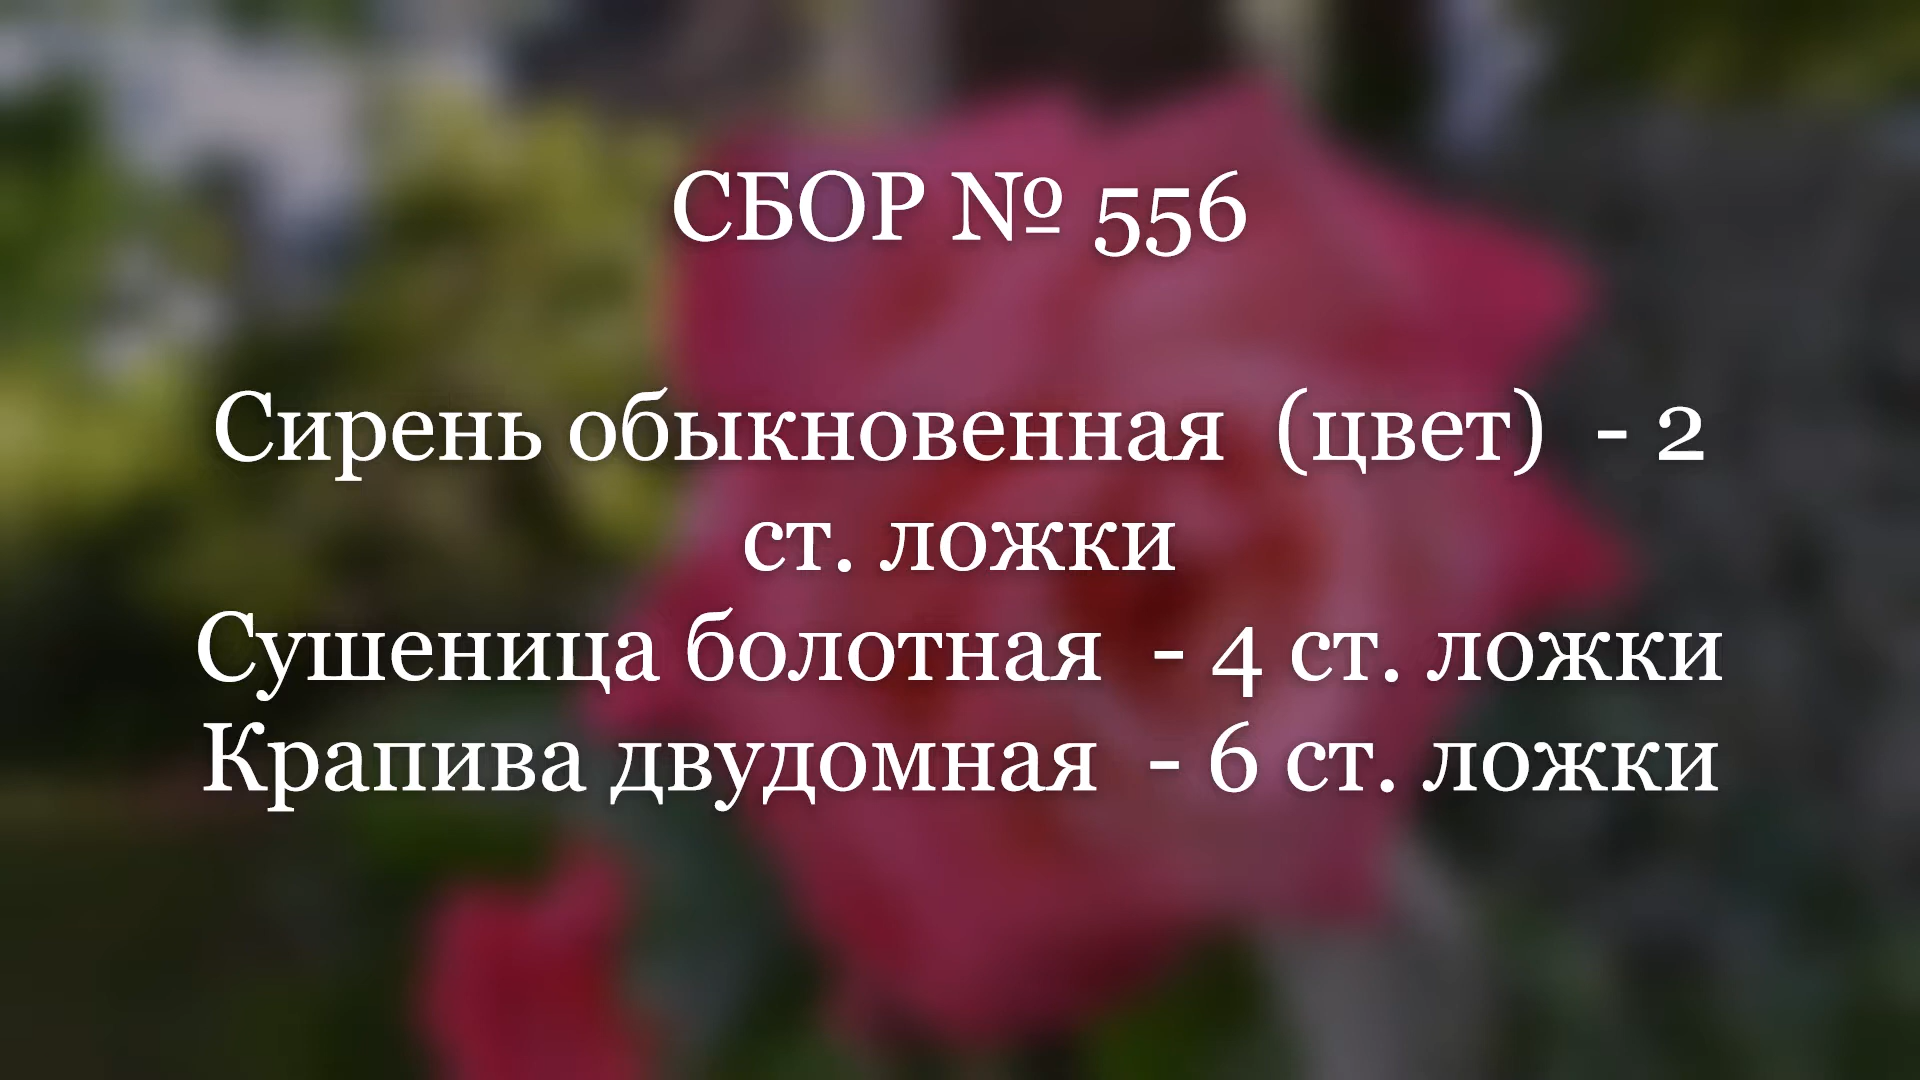 СБОР № 556
Сирень обыкновенная (цвет) - 2
ст. ложки
Сушеница болотная - 4 ст. ложки
Крапива двудомная - 6 ст. ложки